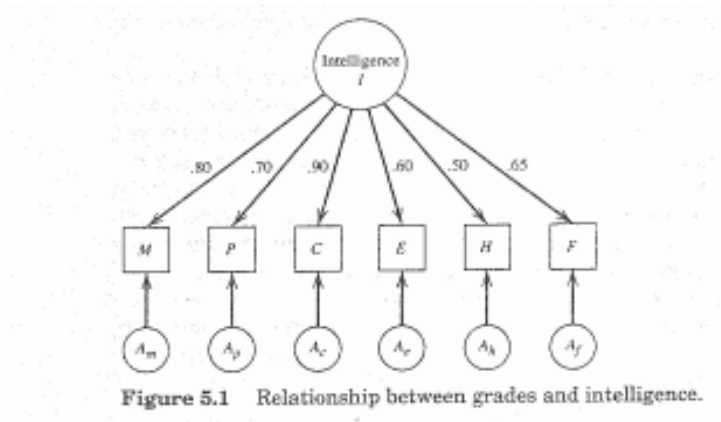 Intelligence
I
.80 .70 .90 .60 .50 .65
M P C E H F
Am Ap Ac Ae Ah Af
Figure 5.1 Relationship between grades and intelligence.